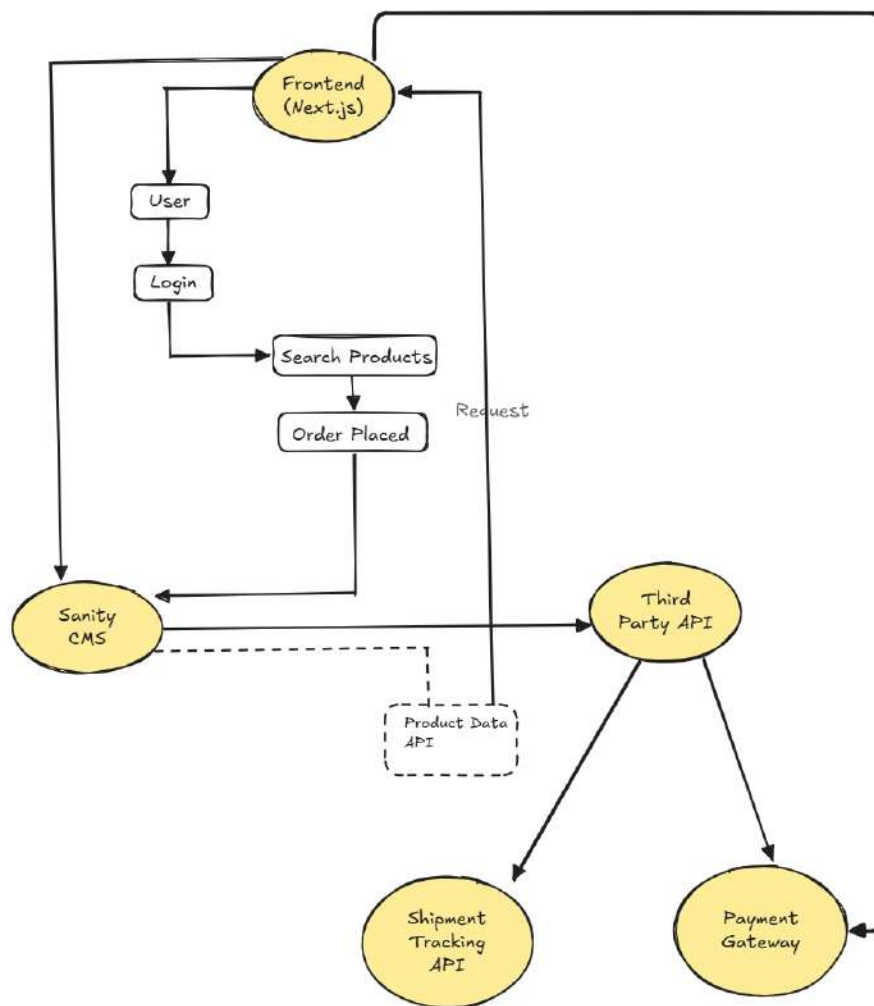 Frontend
(Next.js)
User
Login
Search Products
Order Placed
Request
Sanity
CMS
Third
Party API
Product Data
API
Shipment
Tracking
API
Payment
Gateway